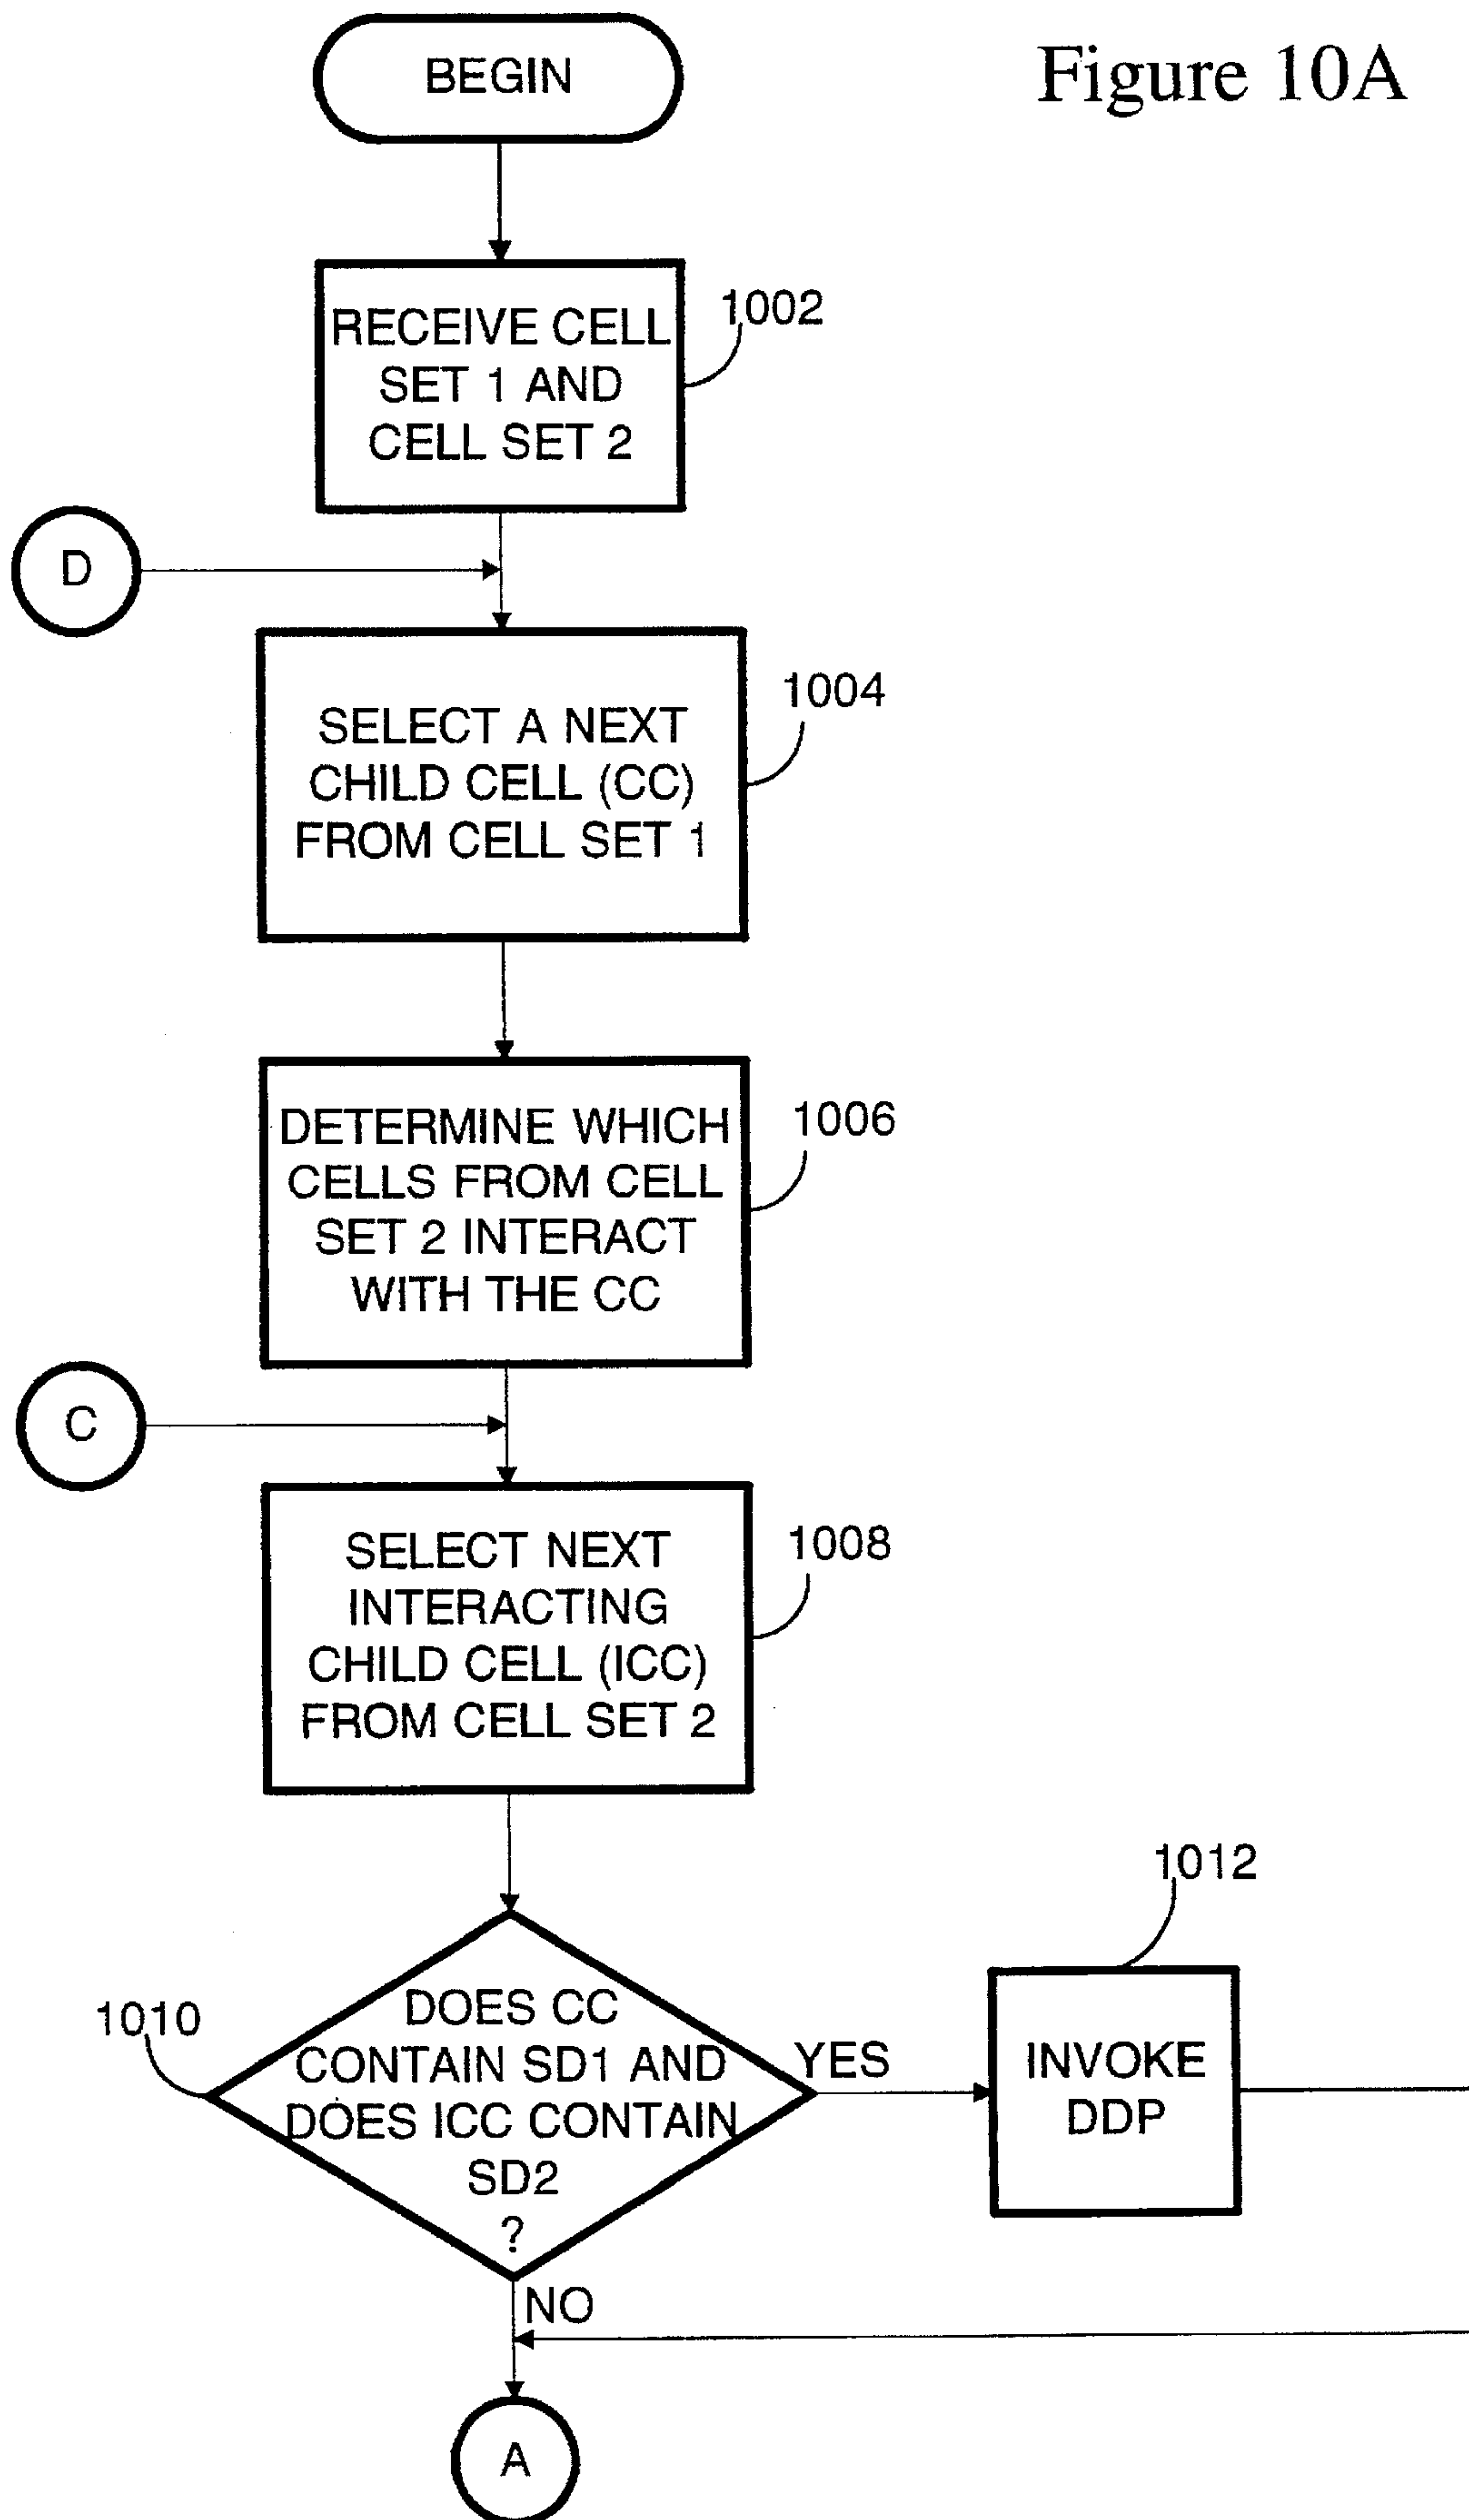 BEGIN
Figure 10A
RECEIVE CELL
SET 1 AND
CELL SET 2
1002
D
SELECT A NEXT
CHILD CELL (CC)
FROM CELL SET 1
1004
DETERMINE WHICH
CELLS FROM CELL
SET 2 INTERACT
WITH THE CC
1006
C
SELECT NEXT
INTERACTING
CHILD CELL (ICC)
FROM CELL SET 2
1008
1010
DOES CC
CONTAIN SD1 AND
DOES ICC CONTAIN
SD2
?
YES
1012
INVOKE
DDP
NO
A